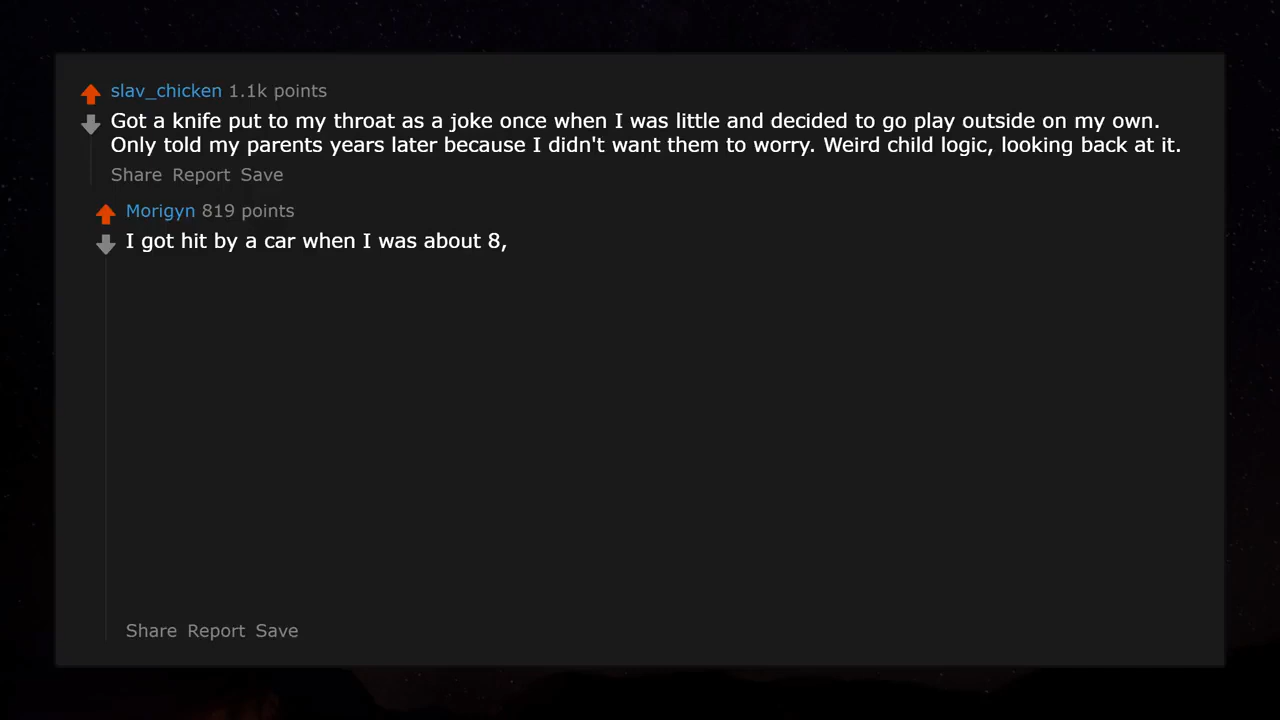 slav_chicken 1.1k points
Got a knife put to my throat as a joke once when I was little and decided to go play outside on my own.
Only told my parents years later because I didn't want them to worry. Weird child logic, looking back at it.
Share Report Save
Morigyn 819 points
I got hit by a car when I was about 8,
Share Report Save